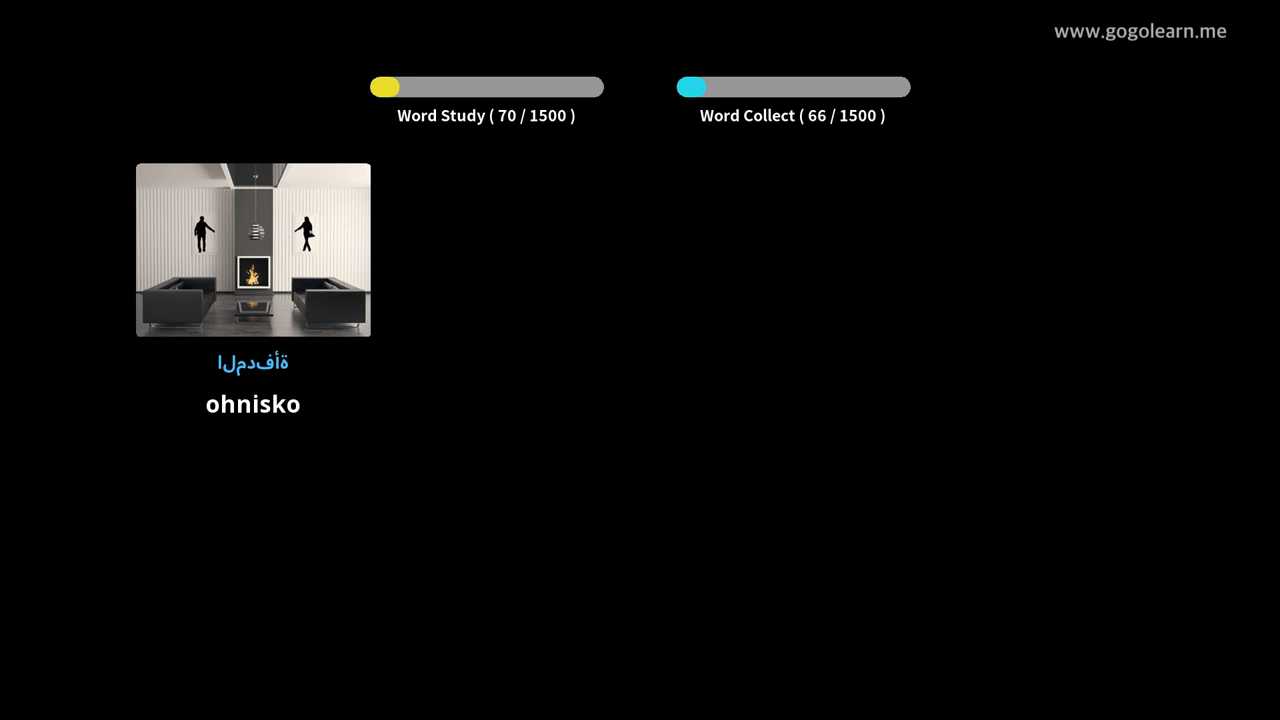 www.gogolearn.me
Word Study ( 70 / 1500 )
Word Collect ( 66 / 1500 )
المدفأة
ohnisko